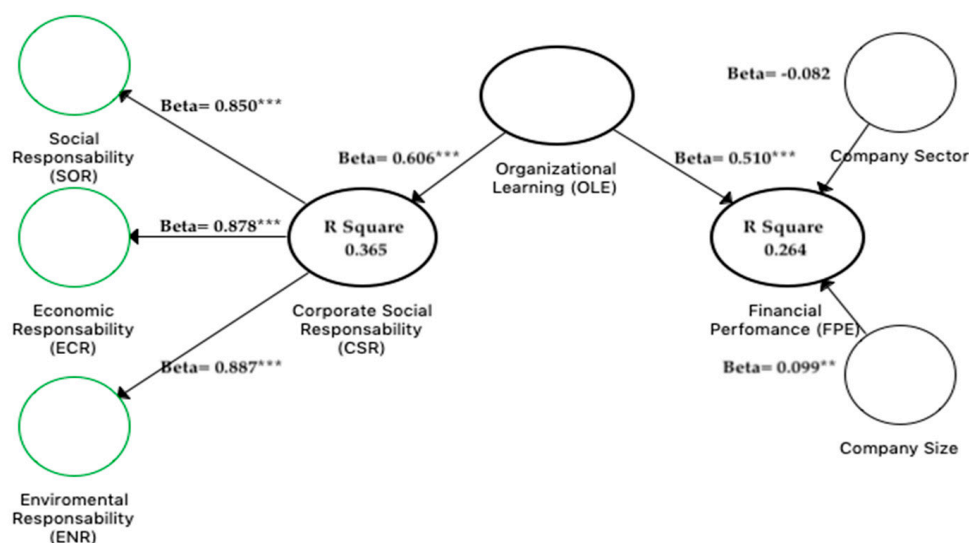 Beta= 0.850***
Social
Responsability
(SOR)
Beta= 0.878***
Economic
Responsability
(ECR)
Beta= 0.887***
Enviromental
Responsability
(ENR)
R Square
0.365
Corporate Social
Responsability
(CSR)
Beta= 0.606***
Organizational
Learning (OLE)
Beta= 0.510***
R Square
0.264
Financial
Perfomance (FPE)
Beta= -0.082
Company Sector
Beta= 0.099**
Company Size